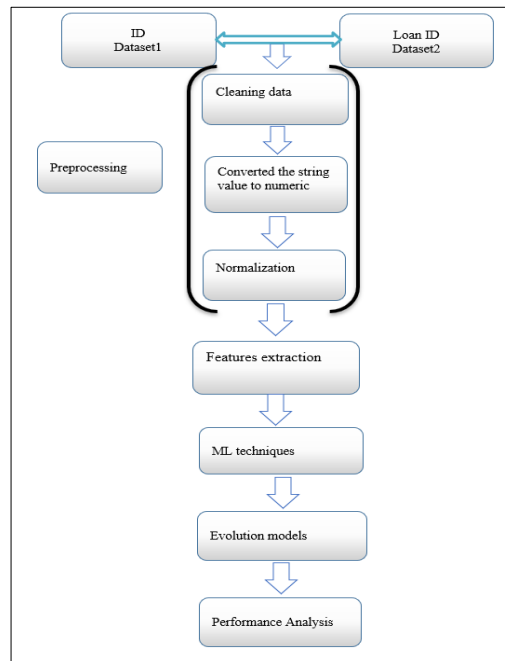 ID
Dataset1
Loan ID
Dataset2
Cleaning data
Preprocessing
Converted the string
value to numeric
Normalization
Features extraction
ML techniques
Evolution models
Performance Analysis